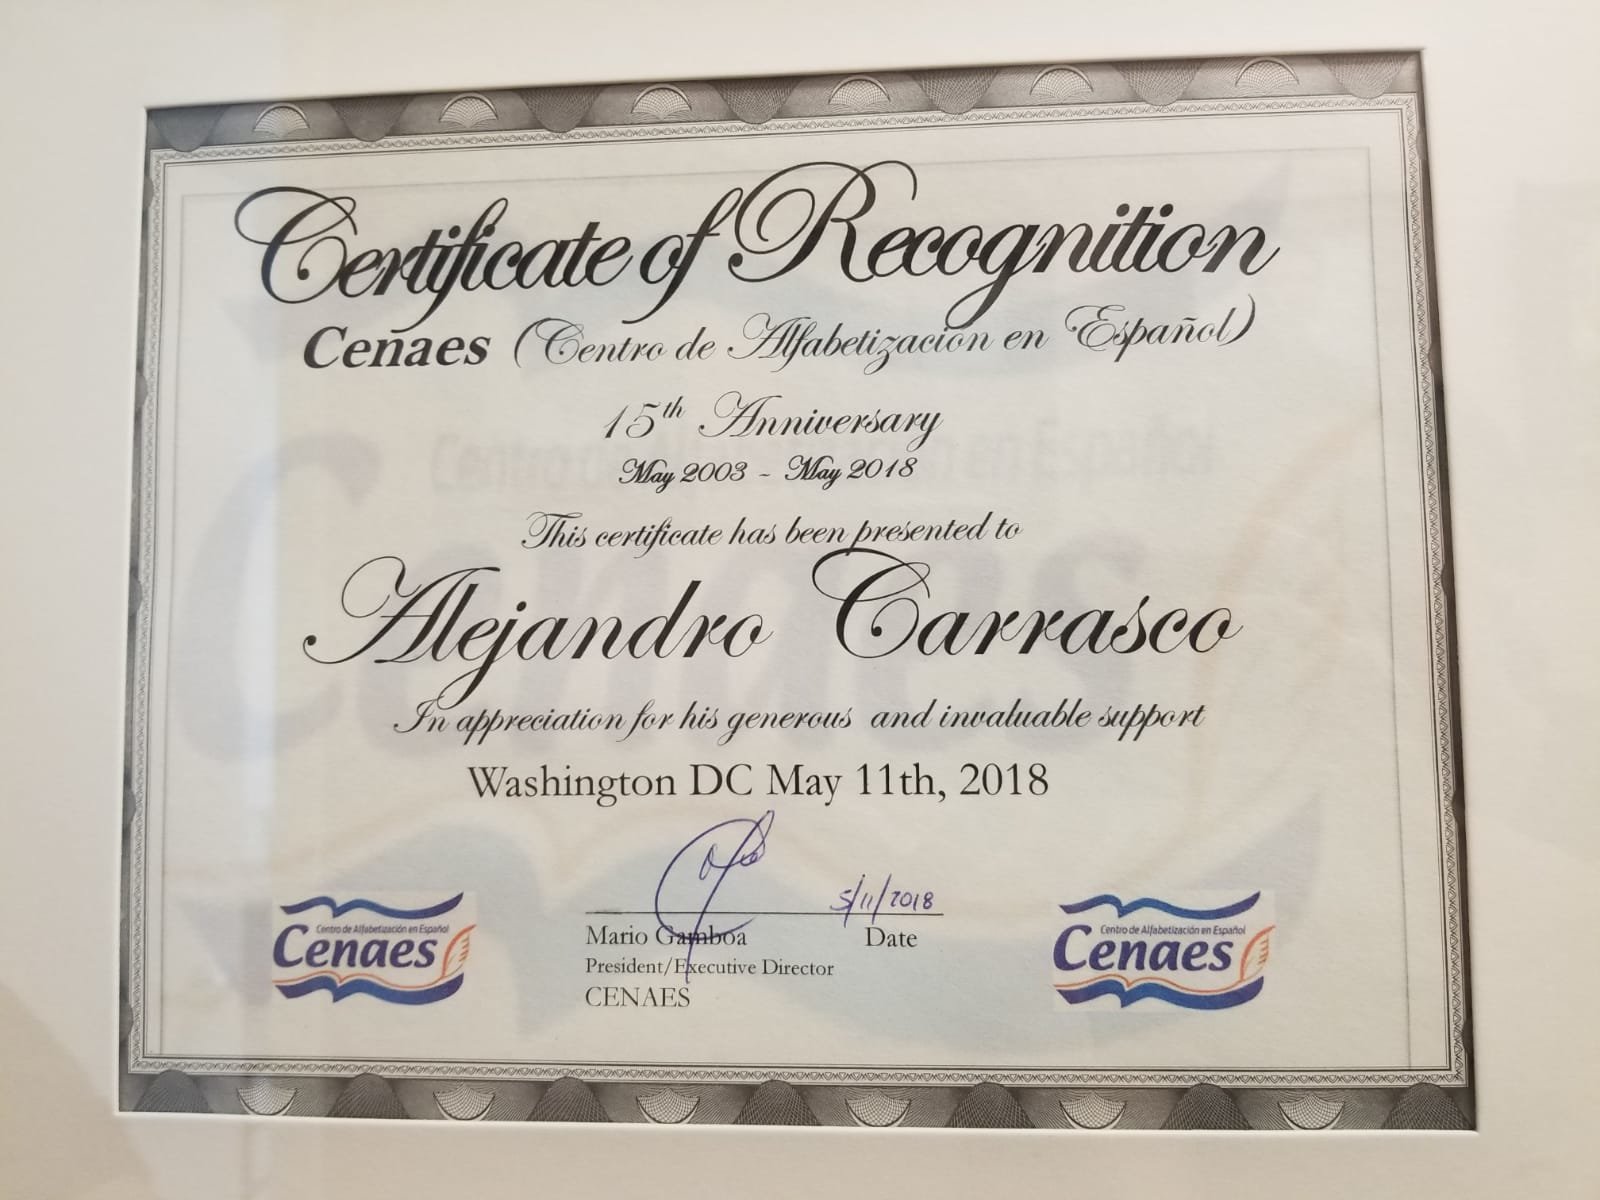 Certificate of Recognition
Cenaes (Centro de Alfabetizacion en Español)
15th Anniversary
May 2003 - May 2018
This certificate has been presented to
Alejandro Carrasco
In appreciation for his generous and invaluable support
Washington DC May 11th, 2018
5/11/2018
Mario Gamboa Date
President/Executive Director
CENAES
Centro de Alfabetización en Español
Cenaes
Centro de Alfabetización en Español
Cenaes